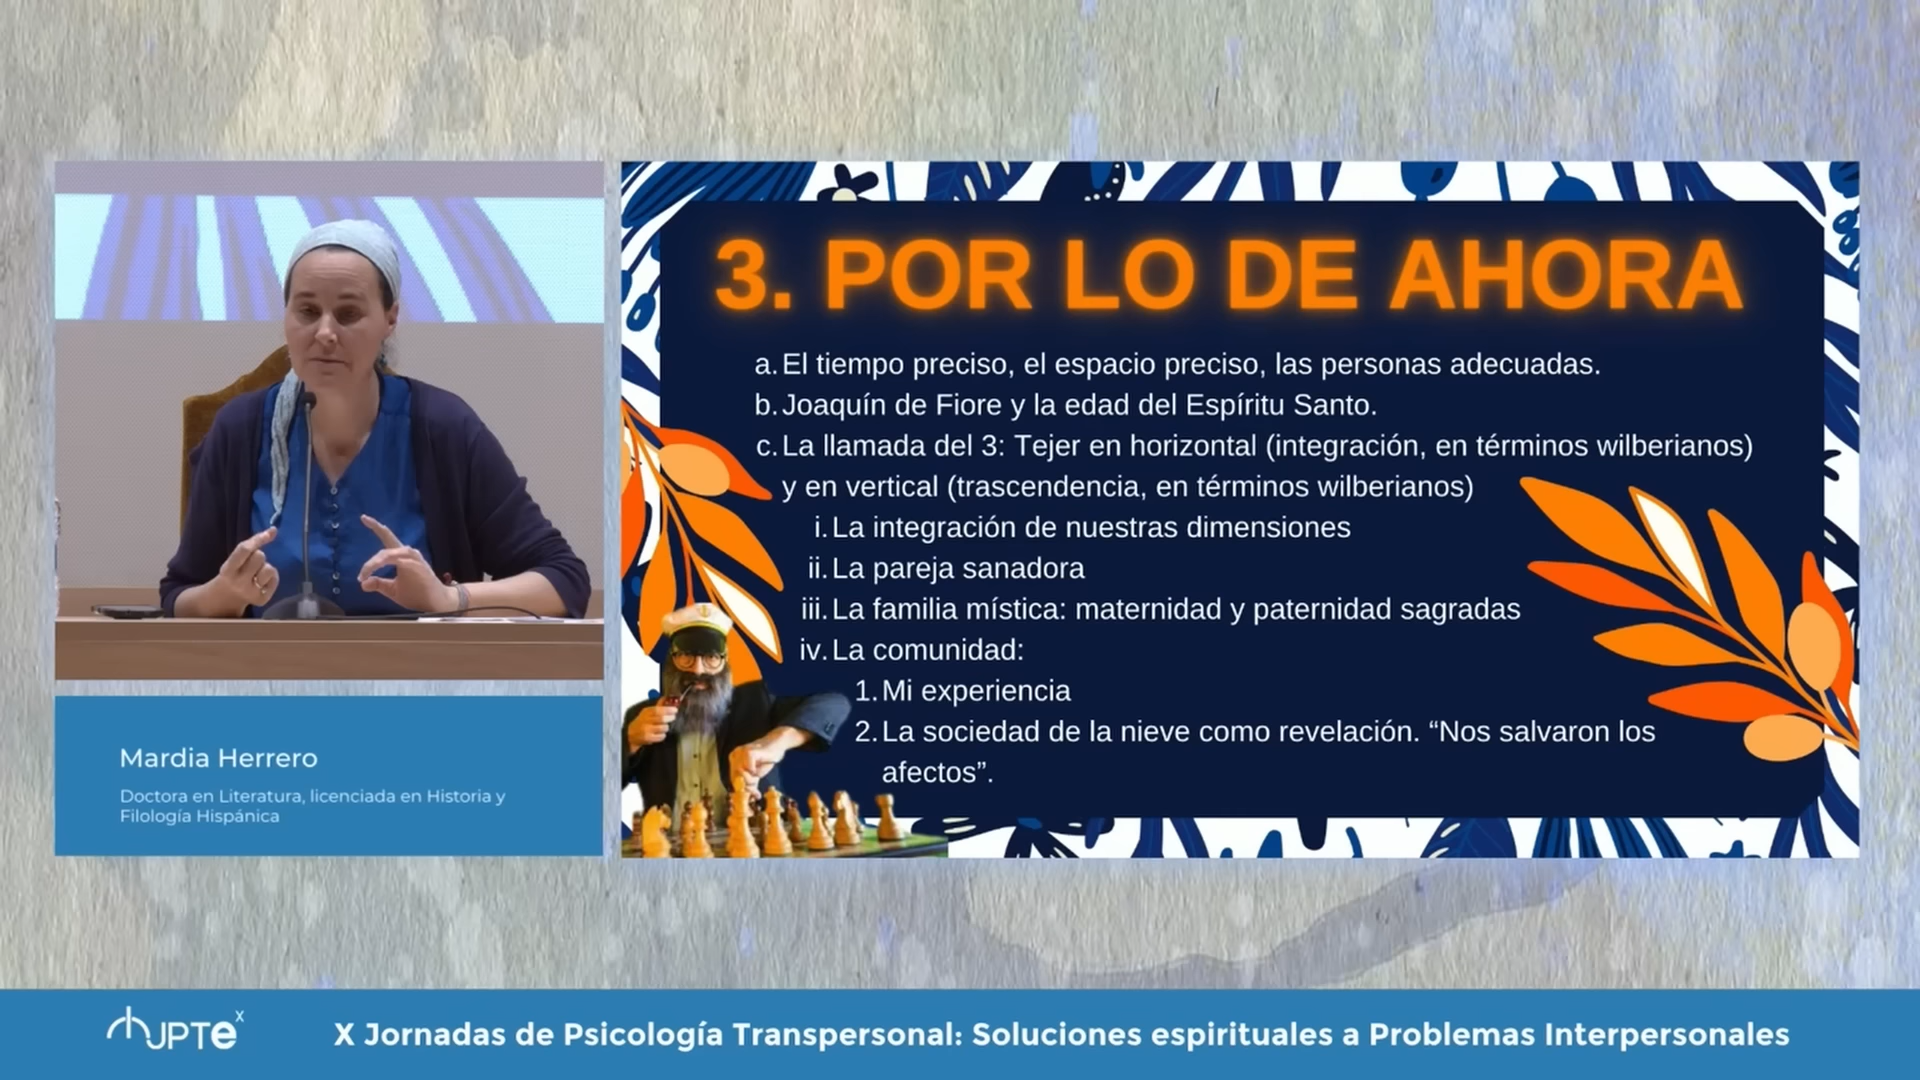 3. POR LO DE AHORA
a. El tiempo preciso, el espacio preciso, las personas adecuadas.
b. Joaquín de Fiore y la edad del Espíritu Santo.
c. La llamada del 3: Tejer en horizontal (integración, en términos wilberianos)
y en vertical (trascendencia, en términos wilberianos)
i. La integración de nuestras dimensiones
ii. La pareja sanadora
iii. La familia mística: maternidad y paternidad sagradas
iv. La comunidad:
1. Mi experiencia
2. La sociedad de la nieve como revelación. “Nos salvaron los
afectos”.
Mardia Herrero
Doctora en Literatura, licenciada en Historia y
Filología Hispánica
JPTe x
X Jornadas de Psicología Transpersonal: Soluciones espirituales a Problemas Interpersonales